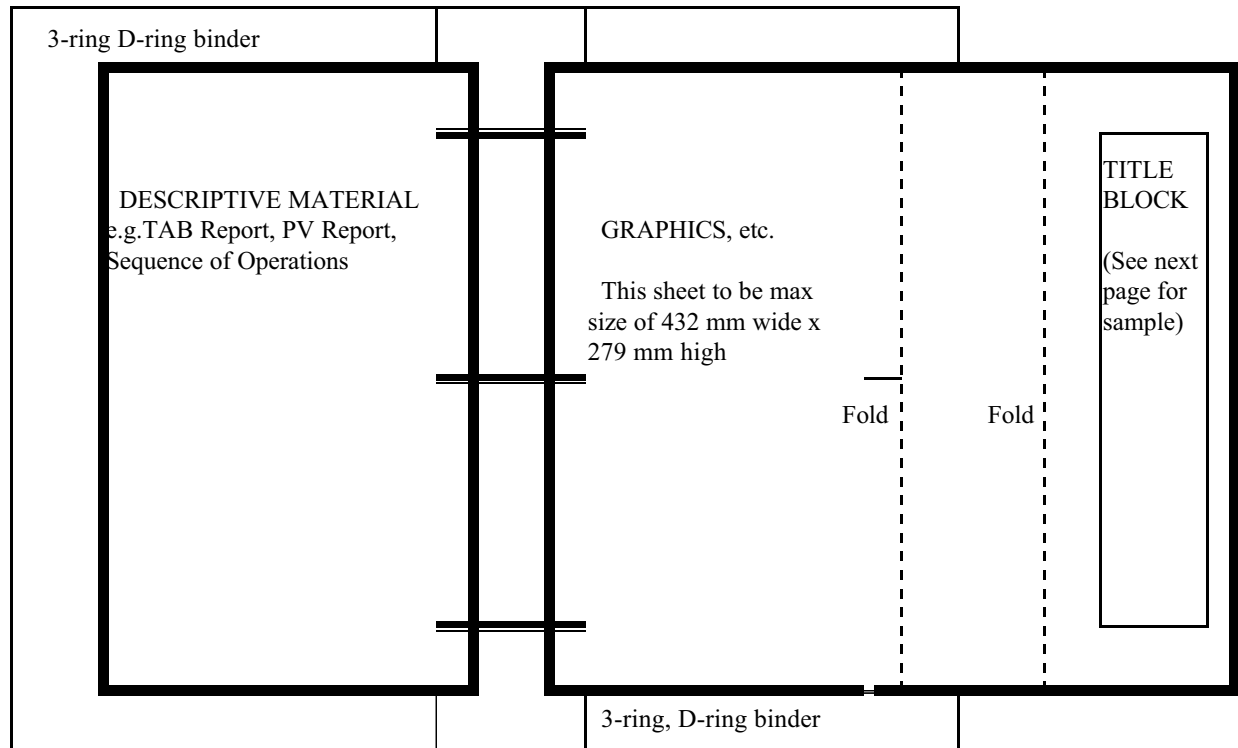 3-ring D-ring binder
DESCRIPTIVE MATERIAL
e.g.TAB Report, PV Report,
Sequence of Operations
GRAPHICS, etc.
This sheet to be max
size of 432 mm wide x
279 mm high
Fold
Fold
TITLE
BLOCK
(See next
page for
sample)
3-ring, D-ring binder